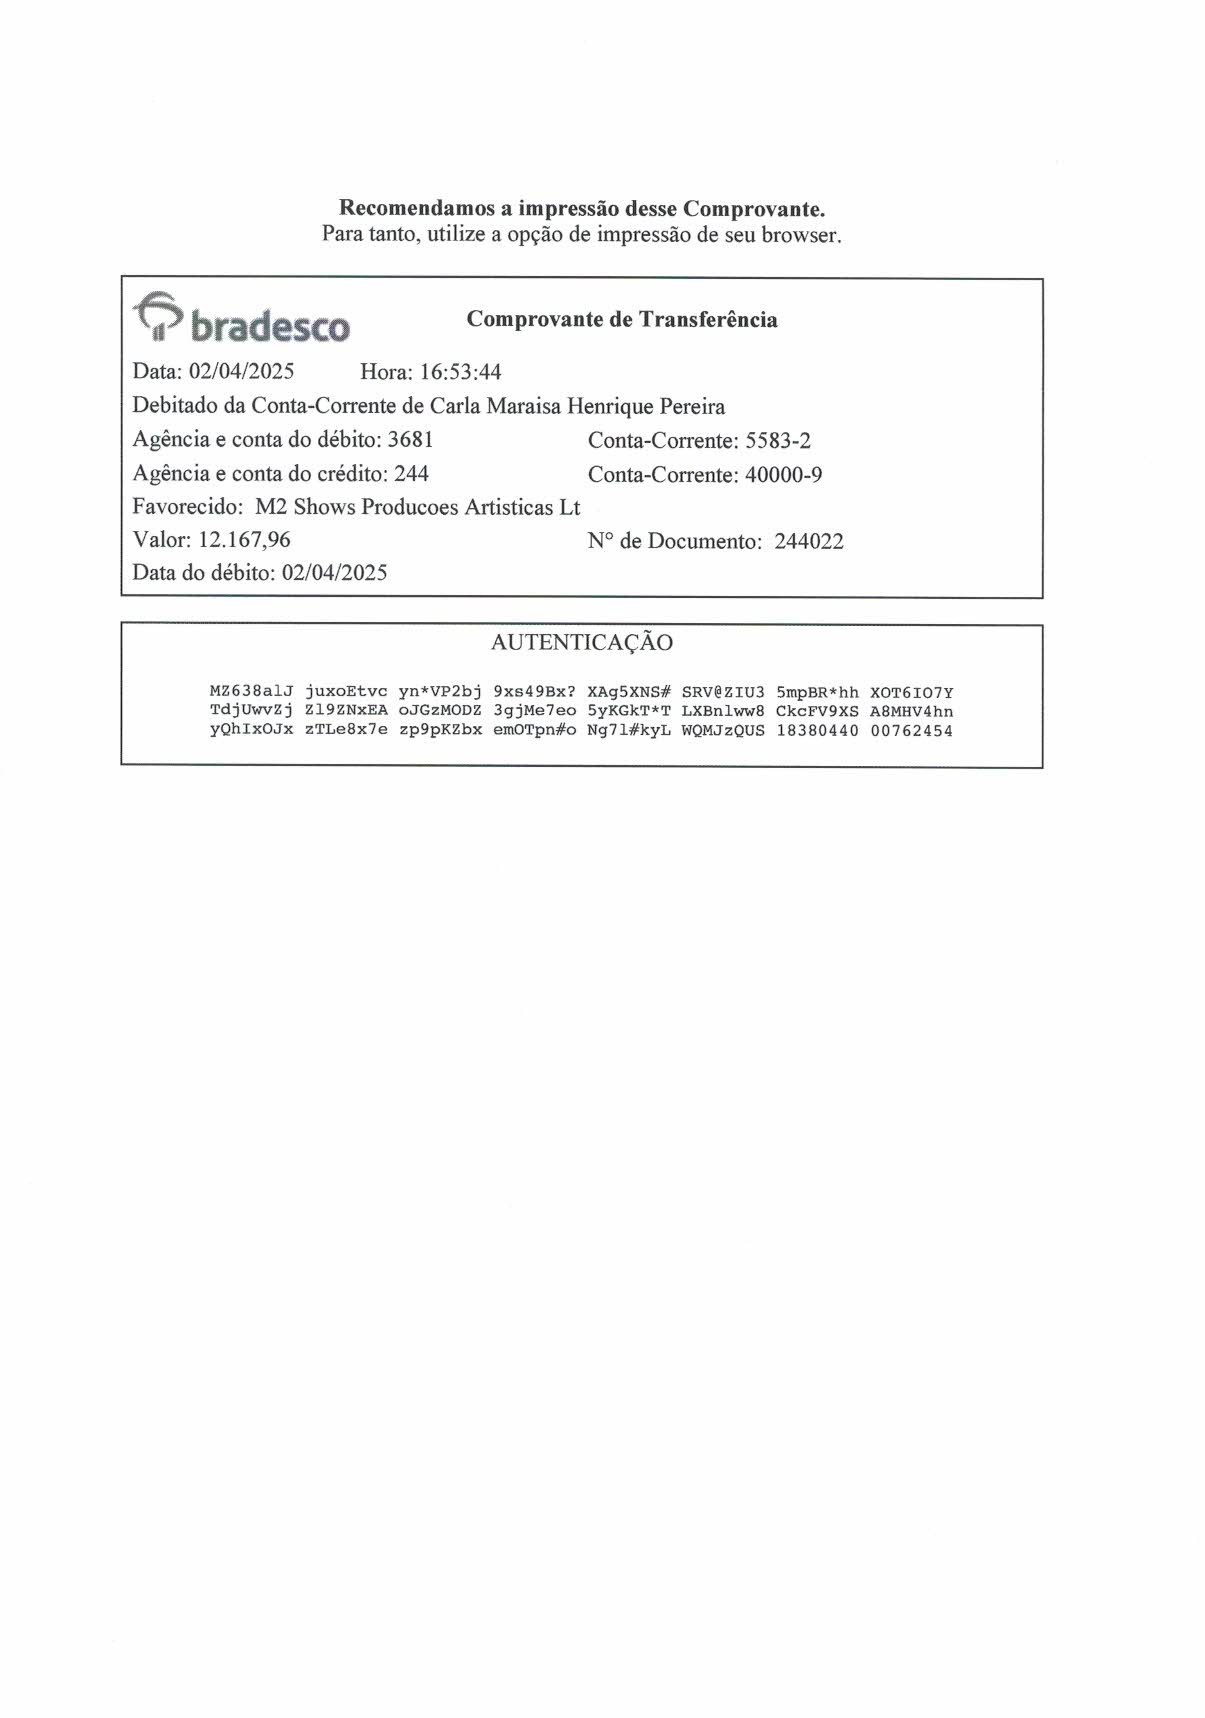 Recomendamos a impressão desse Comprovante.
Para tanto, utilize a opção de impressão de seu browser.
bradesco
Comprovante de Transferência
Data: 02/04/2025 Hora: 16:53:44
Debitado da Conta-Corrente de Carla Maraisa Henrique Pereira
Agência e conta do débito: 3681 Conta-Corrente: 5583-2
Agência e conta do crédito: 244 Conta-Corrente: 40000-9
Favorecido: M2 Shows Producoes Artisticas Lt
Valor: 12.167,96 N° de Documento: 244022
Data do débito: 02/04/2025
AUTENTICAÇÃO
MZ638alJ juxoEtvc yn*VP2bj 9xs49Bx? XAg5XNS# SRV@ZIU3 5mpBR*hh XOT6IO7Y
TdjUwvZj Zl9ZNxEA oJGzMODZ 3gjMe7eo 5yKGkT*T LXBnlww8 CkcFV9XS A8MHV4hn
yQhIxOJx zTLe8x7e zp9pKZbx emOTpn#o Ng7l#kyL WQMJzQUS 18380440 00762454